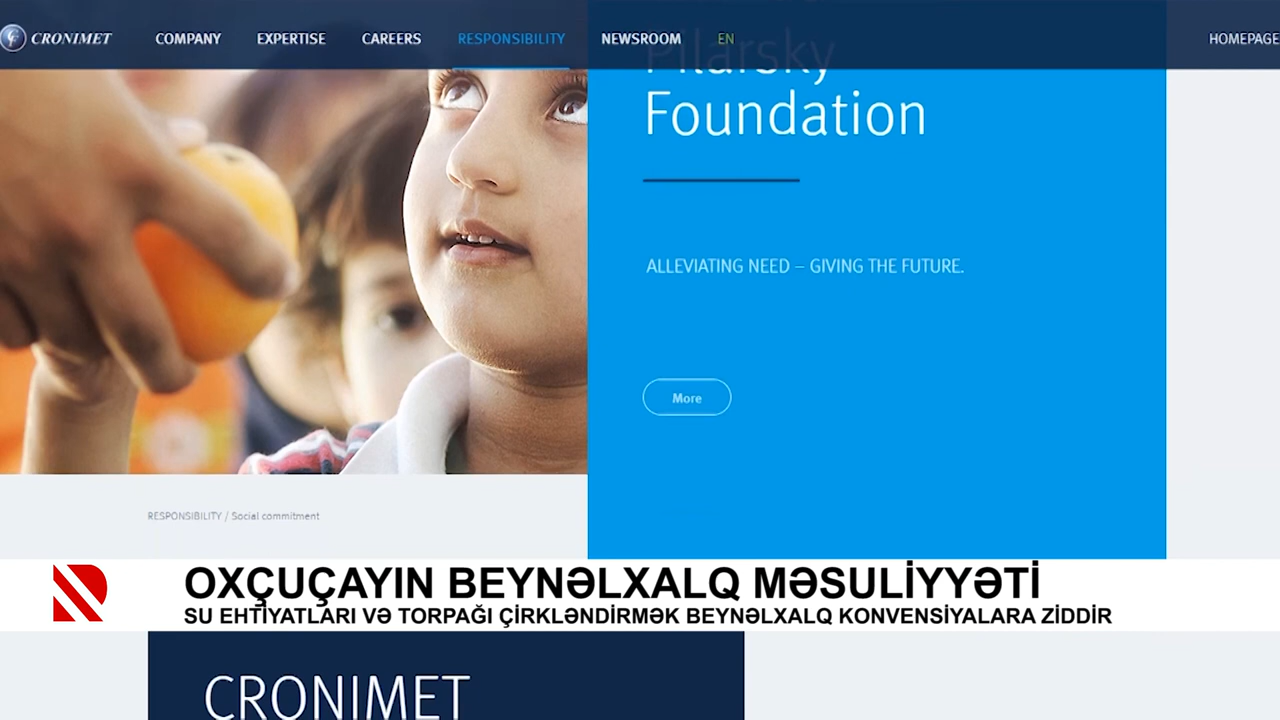 CRONIMET
COMPANY
EXPERTISE
CAREERS
RESPONSIBILITY
NEWSROOM
EN
HOMEPAGE
Pilarsky
Foundation
ALLEVIATING NEED – GIVING THE FUTURE.
More
RESPONSIBILITY / Social commitment
OXÇUÇAYIN BEYNƏLXALQ MƏSULİYYƏTİ
SU EHTİYATLARI VƏ TORPAĞI ÇİRKLƏNDİRMƏK BEYNƏLXALQ KONVENSİYALARA ZİDDİR
CRONIMET